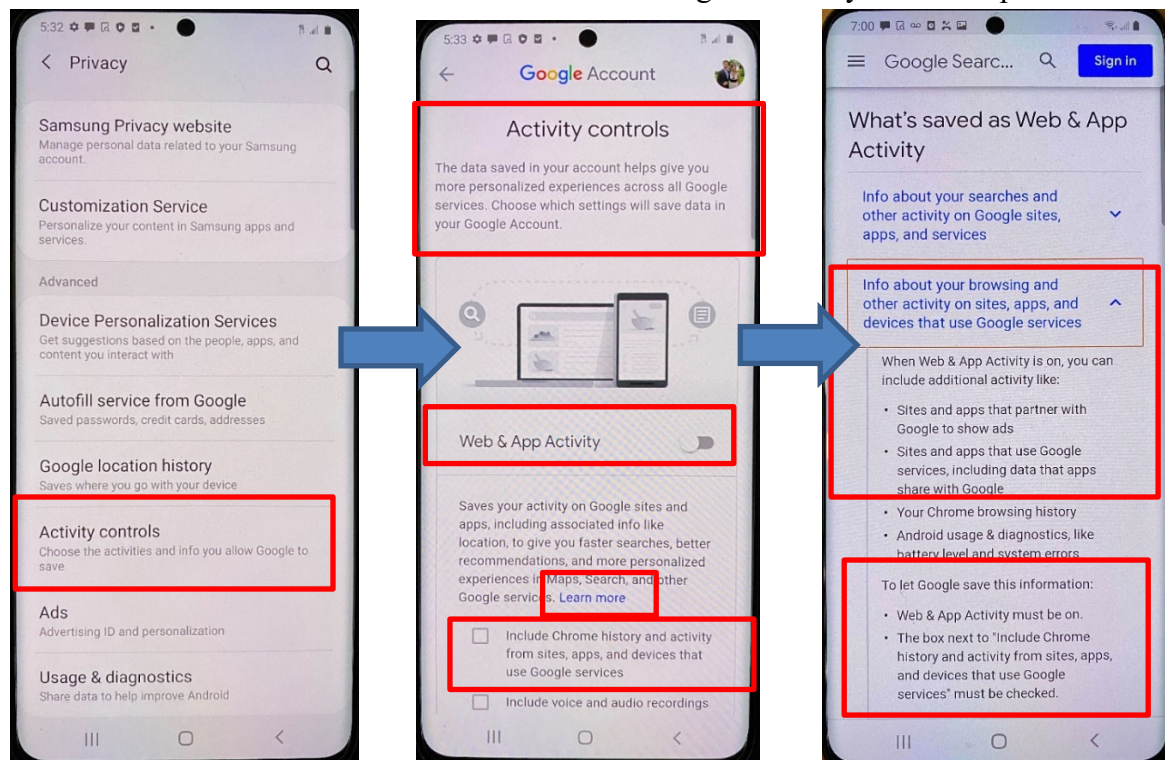 5:32
Privacy
Samsung Privacy website
Manage personal data related to your Samsung
account.
Customization Service
Personalize your content in Samsung apps and
services.
Advanced
Device Personalization Services
Get suggestions based on the people, apps, and
content you interact with
Autofill service from Google
Saved passwords, credit cards, addresses
Google location history
Saves where you go with your device
Activity controls
Choose the activities and info you allow Google to
save
Ads
Advertising ID and personalization
Usage & diagnostics
Share data to help improve Android
5:33
Google Account
Activity controls
The data saved in your account helps give you
more personalized experiences across all Google
services. Choose which settings will save data in
your Google Account.
Web & App Activity
Saves your activity on Google sites and
apps, including associated info like
location, to give you faster searches, better
recommendations, and more personalized
experiences in Maps, Search, and other
Google services. Learn more
Include Chrome history and activity
from sites, apps, and devices that
use Google services
Include voice and audio recordings
7:00
Google Searc...
Sign in
What's saved as Web & App
Activity
Info about your searches and
other activity on Google sites,
apps, and services
Info about your browsing and
other activity on sites, apps, and
devices that use Google services
When Web & App Activity is on, you can
include additional activity like:
• Sites and apps that partner with
Google to show ads
• Sites and apps that use Google
services, including data that apps
share with Google
• Your Chrome browsing history
• Android usage & diagnostics, like
battery level and system errors
To let Google save this information:
• Web & App Activity must be on.
• The box next to "Include Chrome
history and activity from sites, apps,
and devices that use Google
services" must be checked.